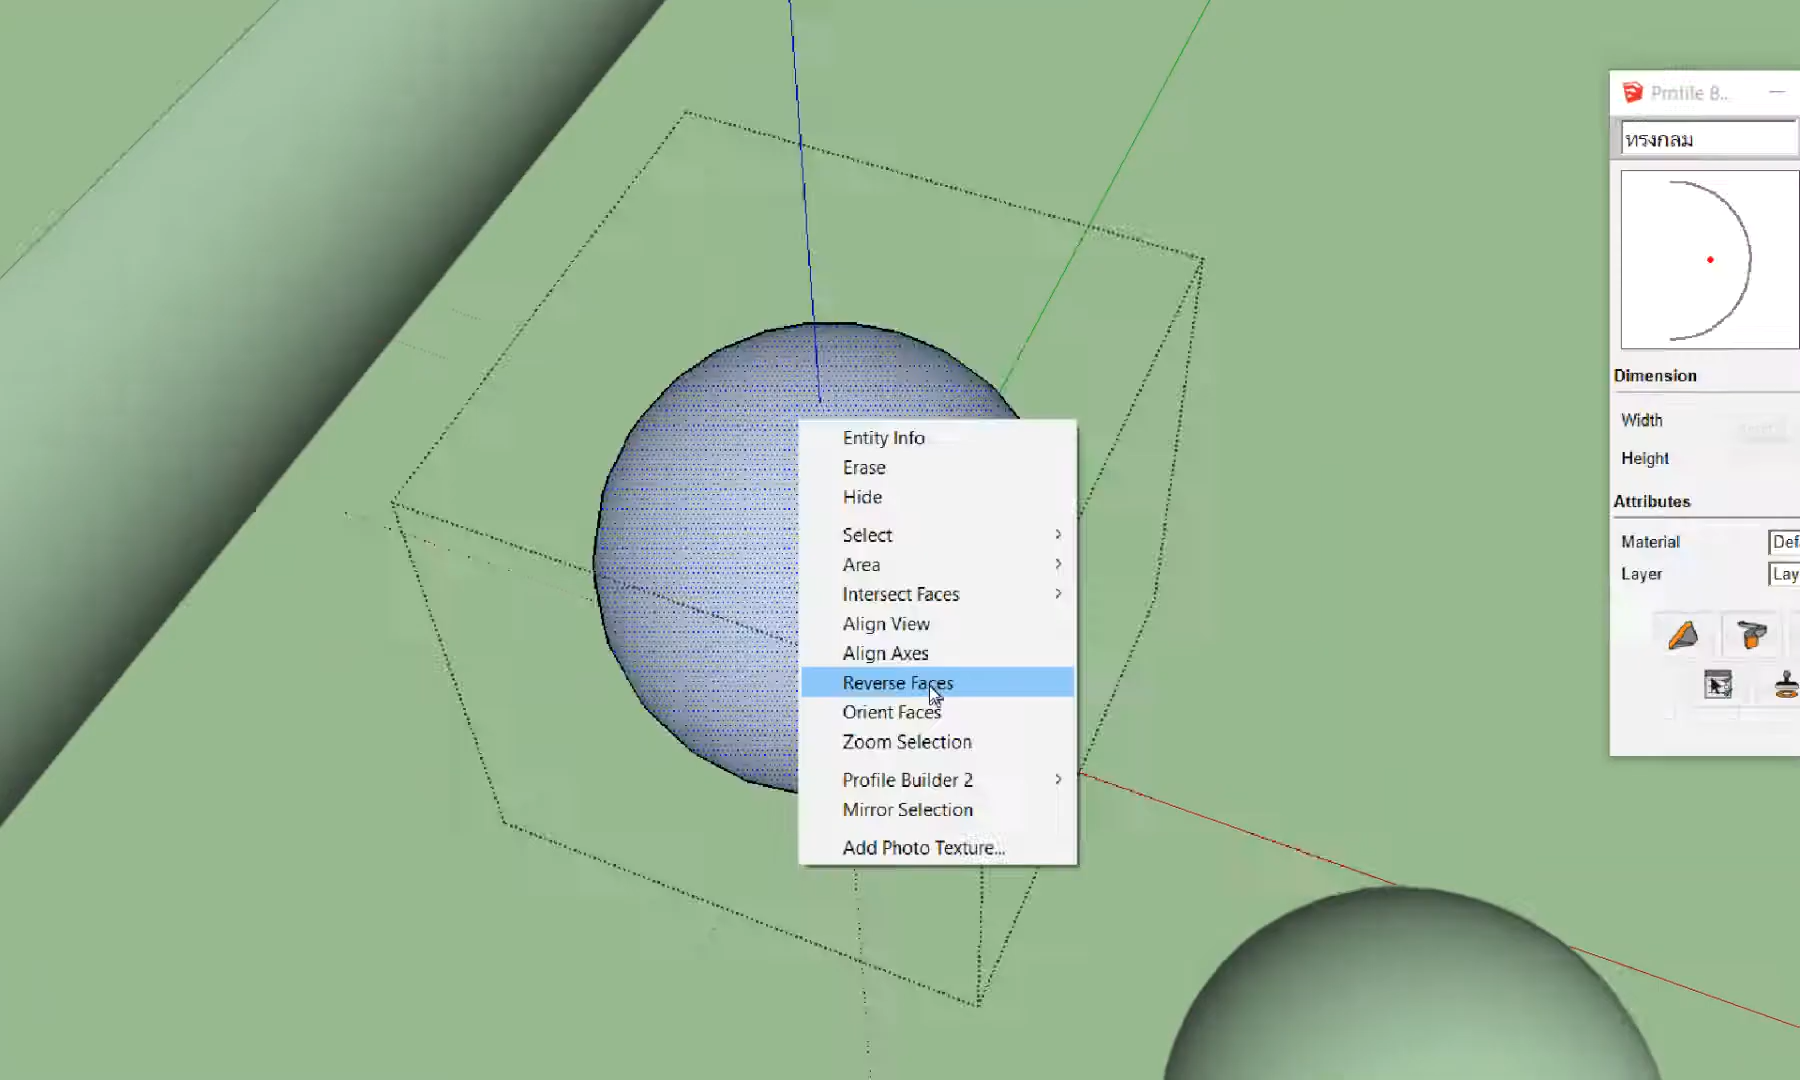 Profile B...
ทรงกลม
Dimension
Width
Height
Attributes
Material
Def
Layer
Lay
Entity Info
Erase
Hide
Select
Area
Intersect Faces
Align View
Align Axes
Reverse Faces
Orient Faces
Zoom Selection
Profile Builder 2
Mirror Selection
Add Photo Texture...